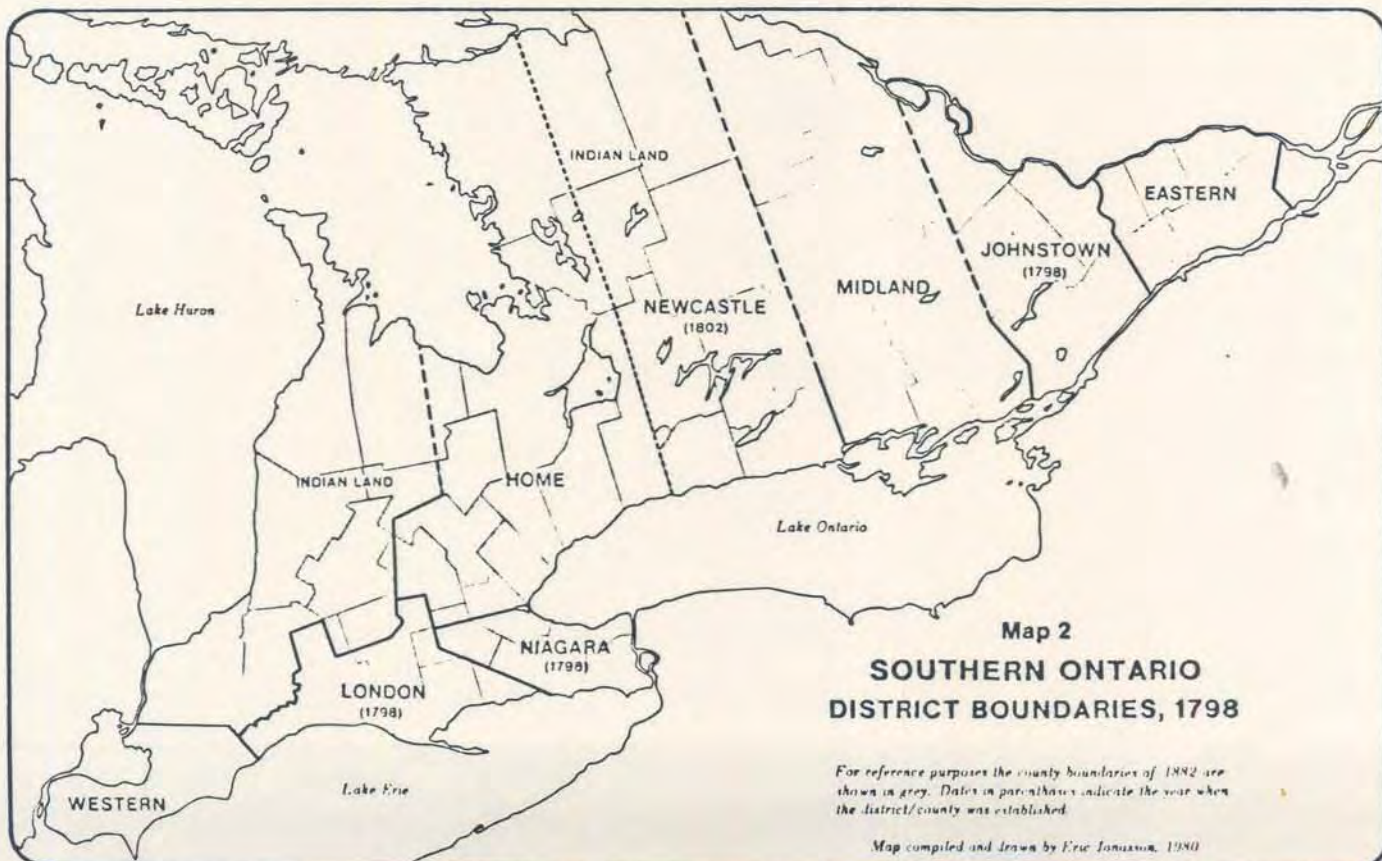 INDIAN LAND
EASTERN
JOHNSTOWN
(1798)
MIDLAND
NEWCASTLE
(1802)
Lake Huron
INDIAN LAND
HOME
Lake Ontario
NIAGARA
(1798)
LONDON
(1798)
WESTERN
Lake Erie
Map 2
SOUTHERN ONTARIO
DISTRICT BOUNDARIES, 1798
For reference purposes the county boundaries of 1882 are
shown in grey. Dates in parentheses indicate the year when
the district/county was established.
Map compiled and drawn by Eric Jonasson, 1980